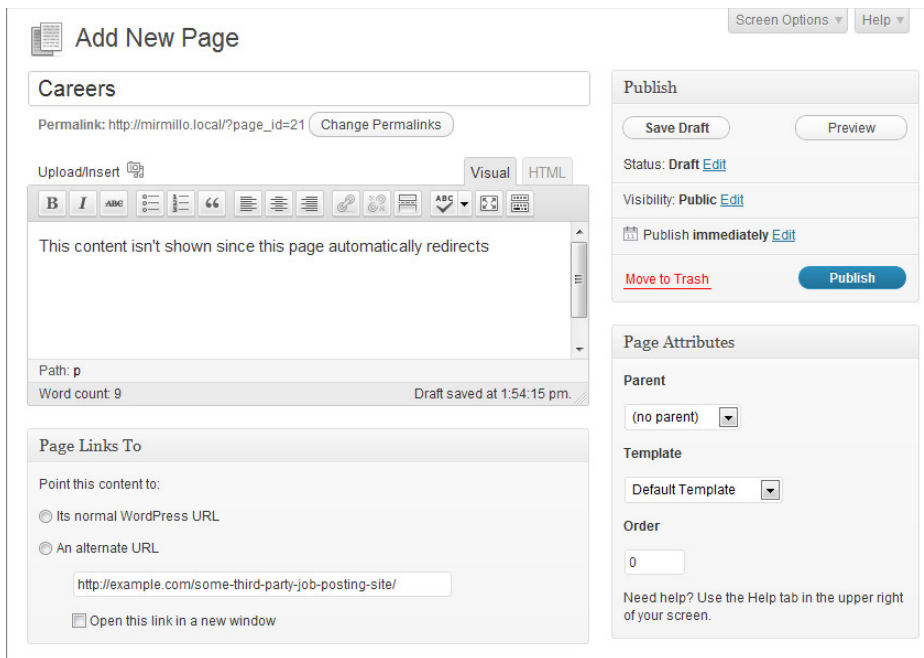 Screen Options Help
Add New Page
Careers
Permalink: http://mirmillo.local/?page_id=21 Change Permalinks
Upload/Insert
Visual HTML
B I ABC ABC
This content isn't shown since this page automatically redirects
Path: p
Word count: 9 Draft saved at 1:54:15 pm.
Page Links To
Point this content to:
Its normal WordPress URL
An alternate URL
http://example.com/some-third-party-job-posting-site/
Open this link in a new window
Publish
Save Draft Preview
Status: Draft Edit
Visibility: Public Edit
Publish immediately Edit
Move to Trash Publish
Page Attributes
Parent
(no parent)
Template
Default Template
Order
0
Need help? Use the Help tab in the upper right
of your screen.